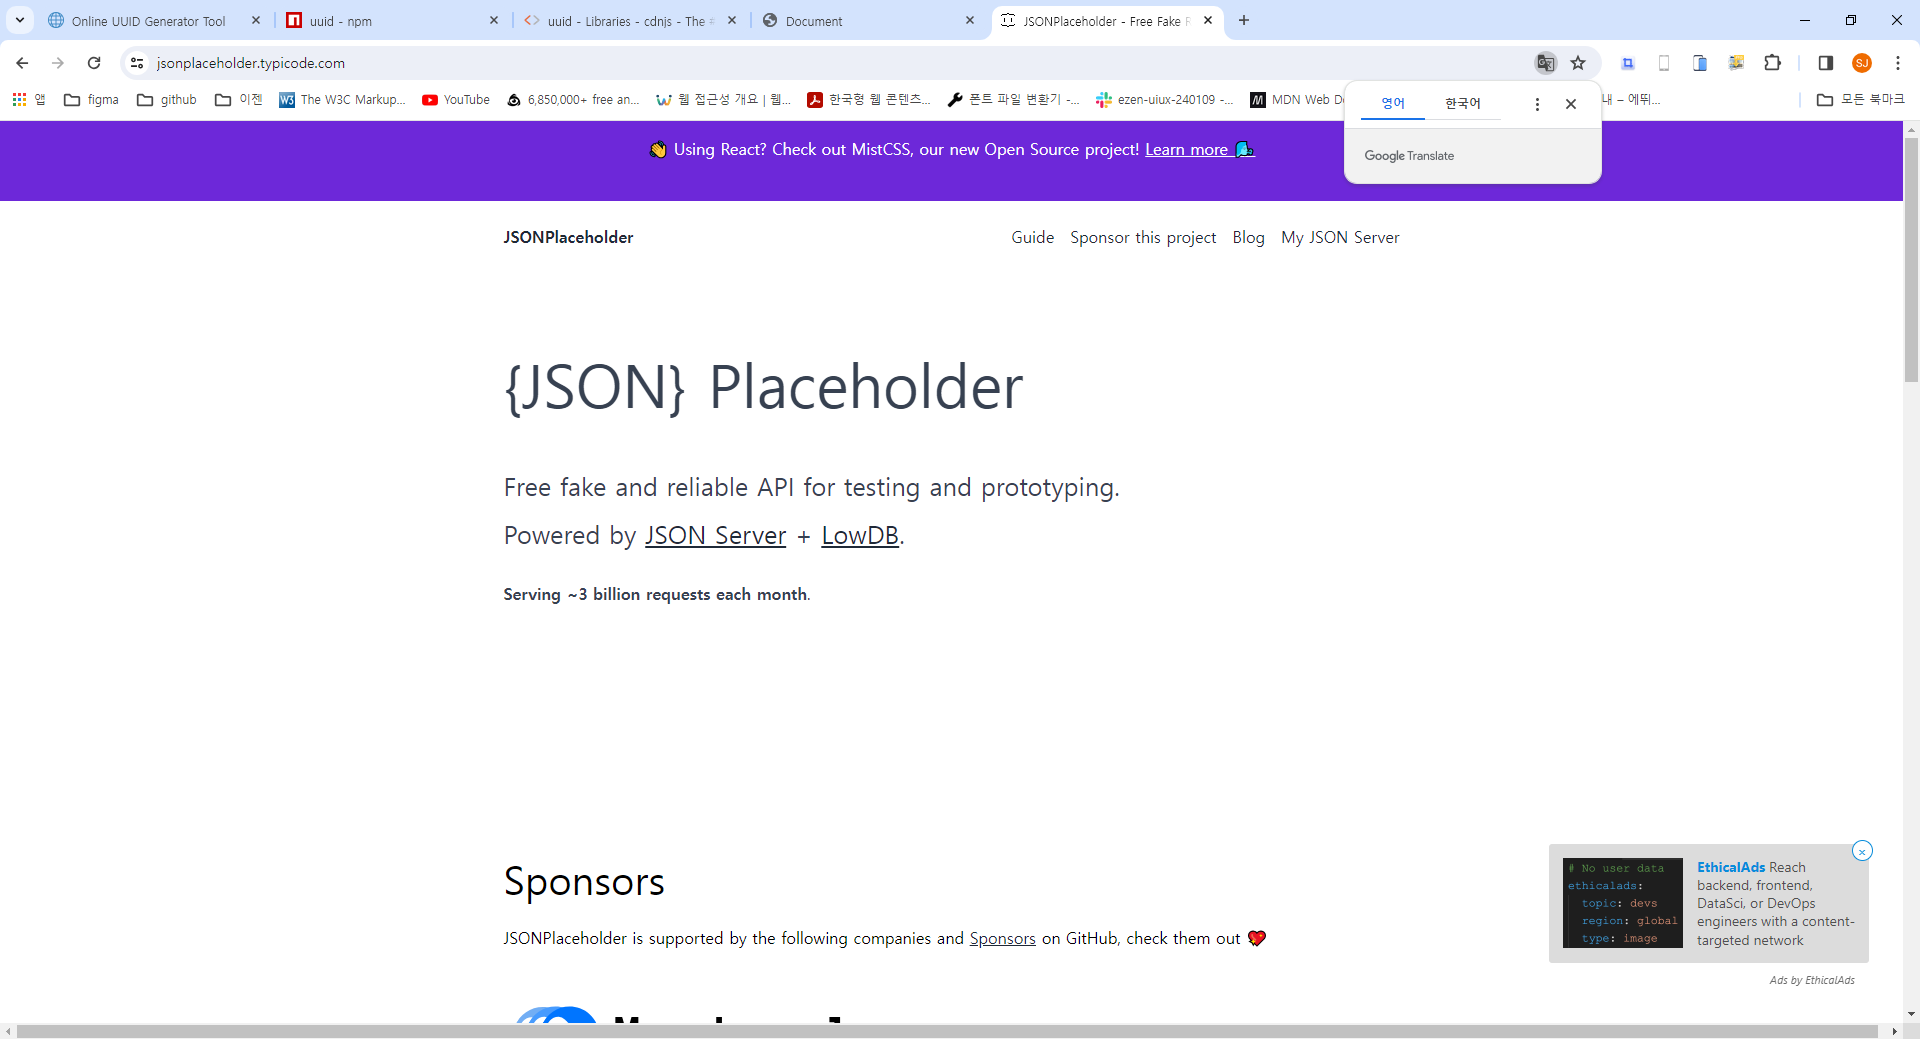 Online UUID Generator Tool
uuid - npm
uuid - Libraries - cdnjs - The #
Document
JSONPlaceholder - Free Fake R
jsonplaceholder.typicode.com
SJ
앱
figma
github
이젠
The W3C Markup...
YouTube
6,850,000+ free an...
웹 접근성 개요 | 웹...
한국형 웹 콘텐츠...
폰트 파일 변환기 -...
ezen-uiux-240109 -...
MDN Web D
내 – 에뛰...
모든 북마크
영어
한국어
Google Translate
👋 Using React? Check out MistCSS, our new Open Source project! Learn more
JSONPlaceholder
Guide
Sponsor this project
Blog
My JSON Server
{JSON} Placeholder
Free fake and reliable API for testing and prototyping.
Powered by JSON Server + LowDB.
Serving ~3 billion requests each month.
Sponsors
JSONPlaceholder is supported by the following companies and Sponsors on GitHub, check them out 💖
# No user data
ethicalads:
topic: devs
region: global
type: image
EthicalAds Reach
backend, frontend,
DataSci, or DevOps
engineers with a content-
targeted network
Ads by EthicalAds